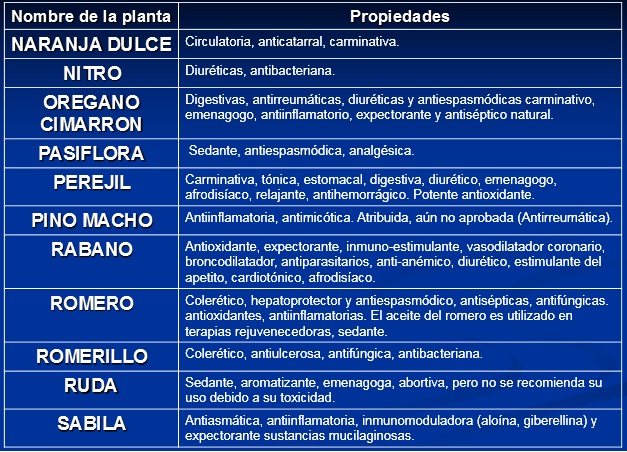 Nombre de la planta
Propiedades
NARANJA DULCE
Circulatoria, anticatarral, carminativa.
NITRO
Diuréticas, antibacteriana.
OREGANO
CIMARRON
Digestivas, antirreumáticas, diuréticas y antiespasmódicas carminativo,
emenagogo, antiinflamatorio, expectorante y antiséptico natural.
PASIFLORA
Sedante, antiespasmódica, analgésica.
PEREJIL
Carminativa, tónica, estomacal, digestiva, diurético, emenagogo,
afrodisíaco, relajante, antihemorrágico. Potente antioxidante.
PINO MACHO
Antiinflamatoria, antimicótica. Atribuida, aún no aprobada (Antirreumática).
RABANO
Antioxidante, expectorante, inmuno-estimulante, vasodilatador coronario,
broncodilatador, antiparasitarios, anti-anémico, diurético, estimulante del
apetito, cardiotónico, afrodisíaco.
ROMERO
Colerético, hepatoprotector y antiespasmódico, antisépticas, antifúngicas.
antioxidantes, antiinflamatorias. El aceite del romero es utilizado en
terapias rejuvenecedoras, sedante.
ROMERILLO
Colerético, antiulcerosa, antifúngica, antibacteriana.
RUDA
Sedante, aromatizante, emenagoga, abortiva, pero no se recomienda su
uso debido a su toxicidad.
SABILA
Antiasmática, antiinflamatoria, inmunomoduladora (aloína, giberellina) y
expectorante sustancias mucilaginosas.